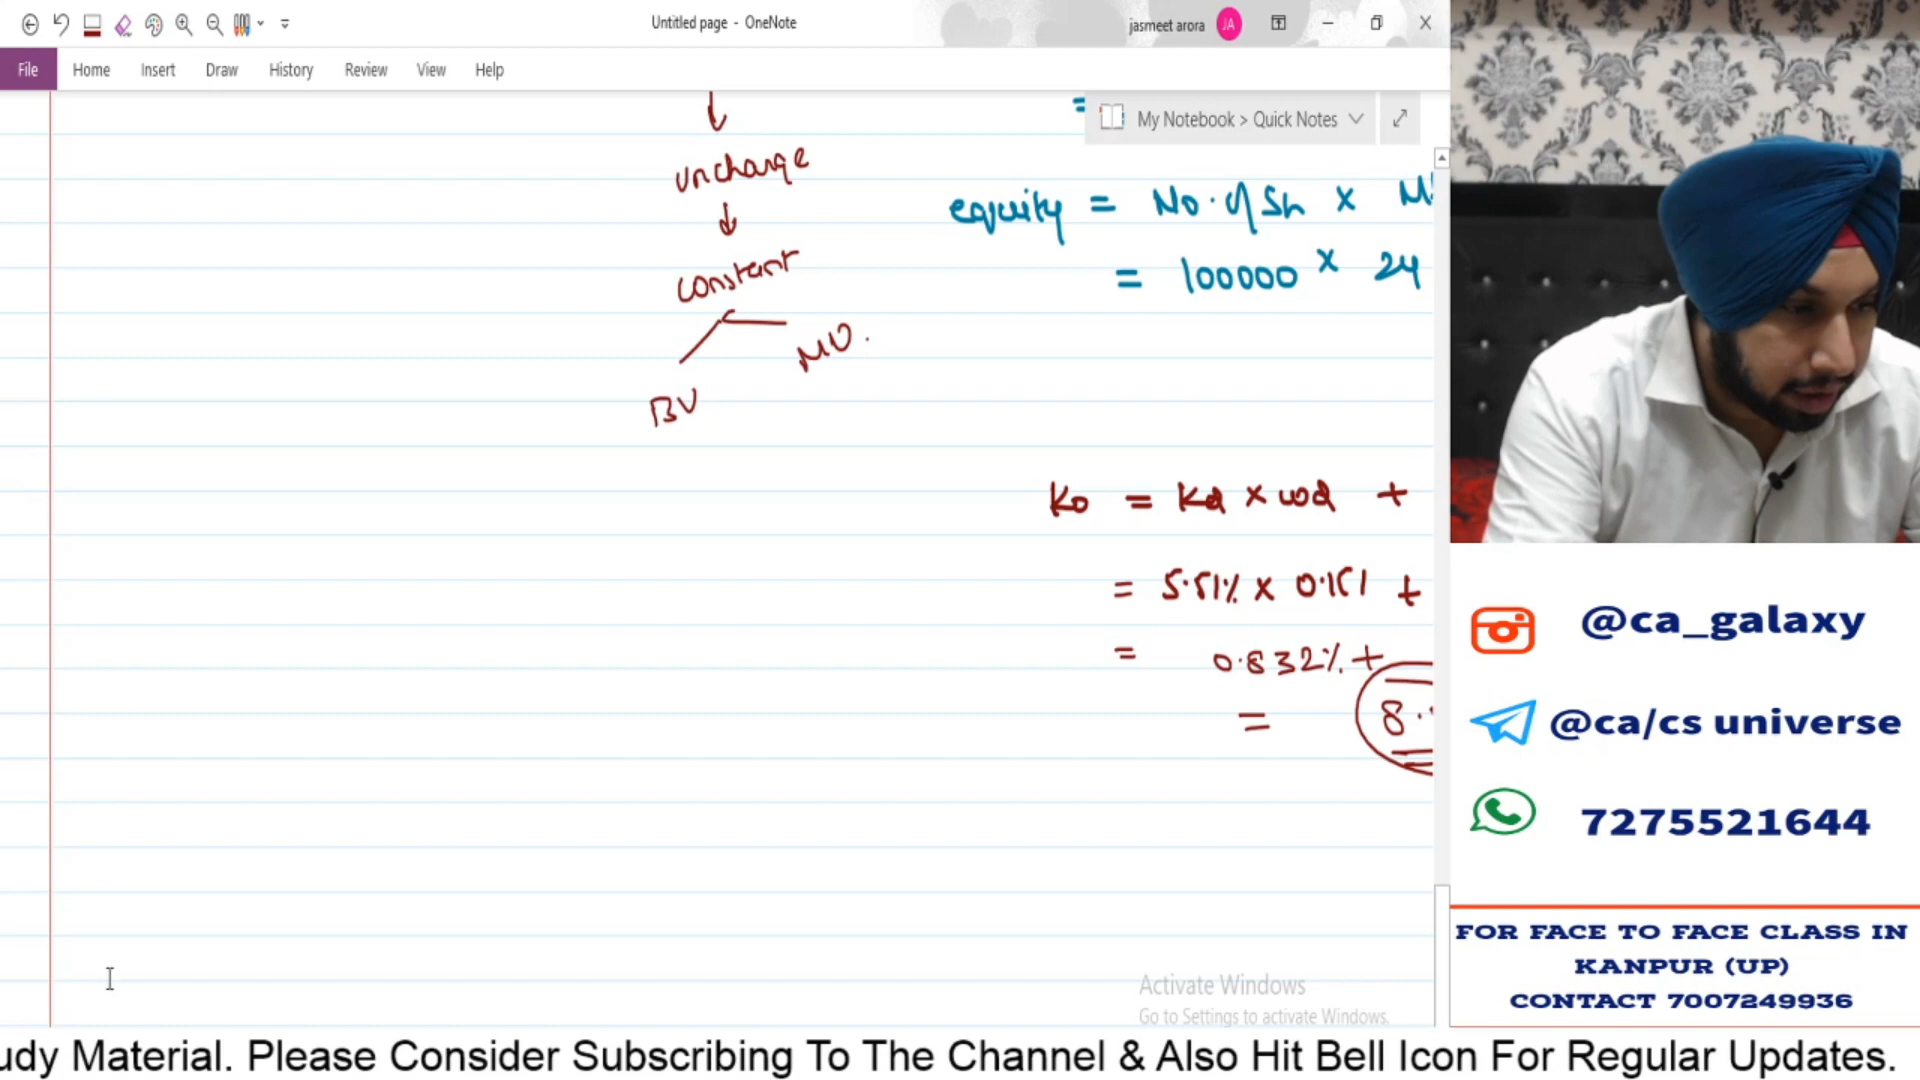 Untitled page - OneNote
jasmeet arora
JA
File Home Insert Draw History Review View Help
My Notebook > Quick Notes
=
unchange
constant
BV
MV.
equity = No. of Sh x M
= 100000 x 24
Ko = Kd x wd +
= 5.51% x 0.151 +
= 0.832% +
= 8.
Activate Windows
Go to Settings to activate Windows.
@ca_galaxy
@ca/cs universe
7275521644
FOR FACE TO FACE CLASS IN
KANPUR (UP)
CONTACT 7007249936
udy Material. Please Consider Subscribing To The Channel & Also Hit Bell Icon For Regular Updates.